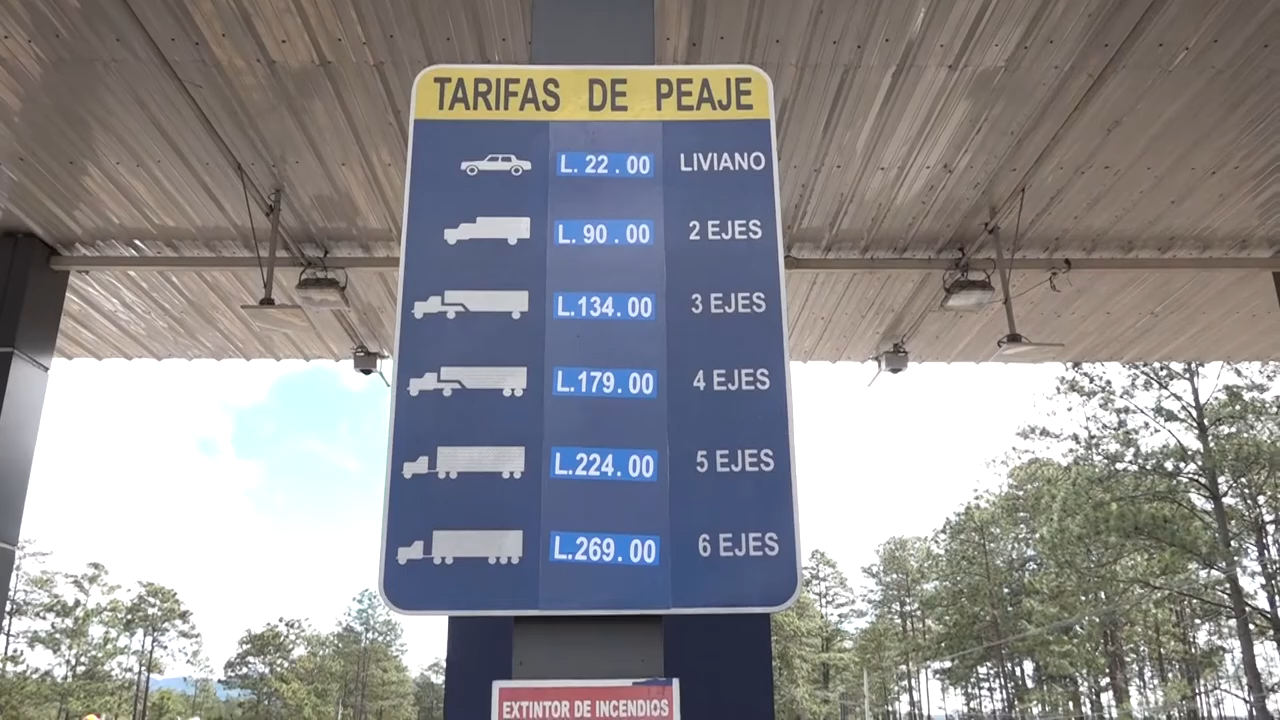 TARIFAS DE PEAJE
L. 22 . 00 LIVIANO
L. 90 . 00 2 EJES
L.134. 00 3 EJES
L.179. 00 4 EJES
L.224. 00 5 EJES
L.269. 00 6 EJES
EXTINTOR DE INCENDIOS